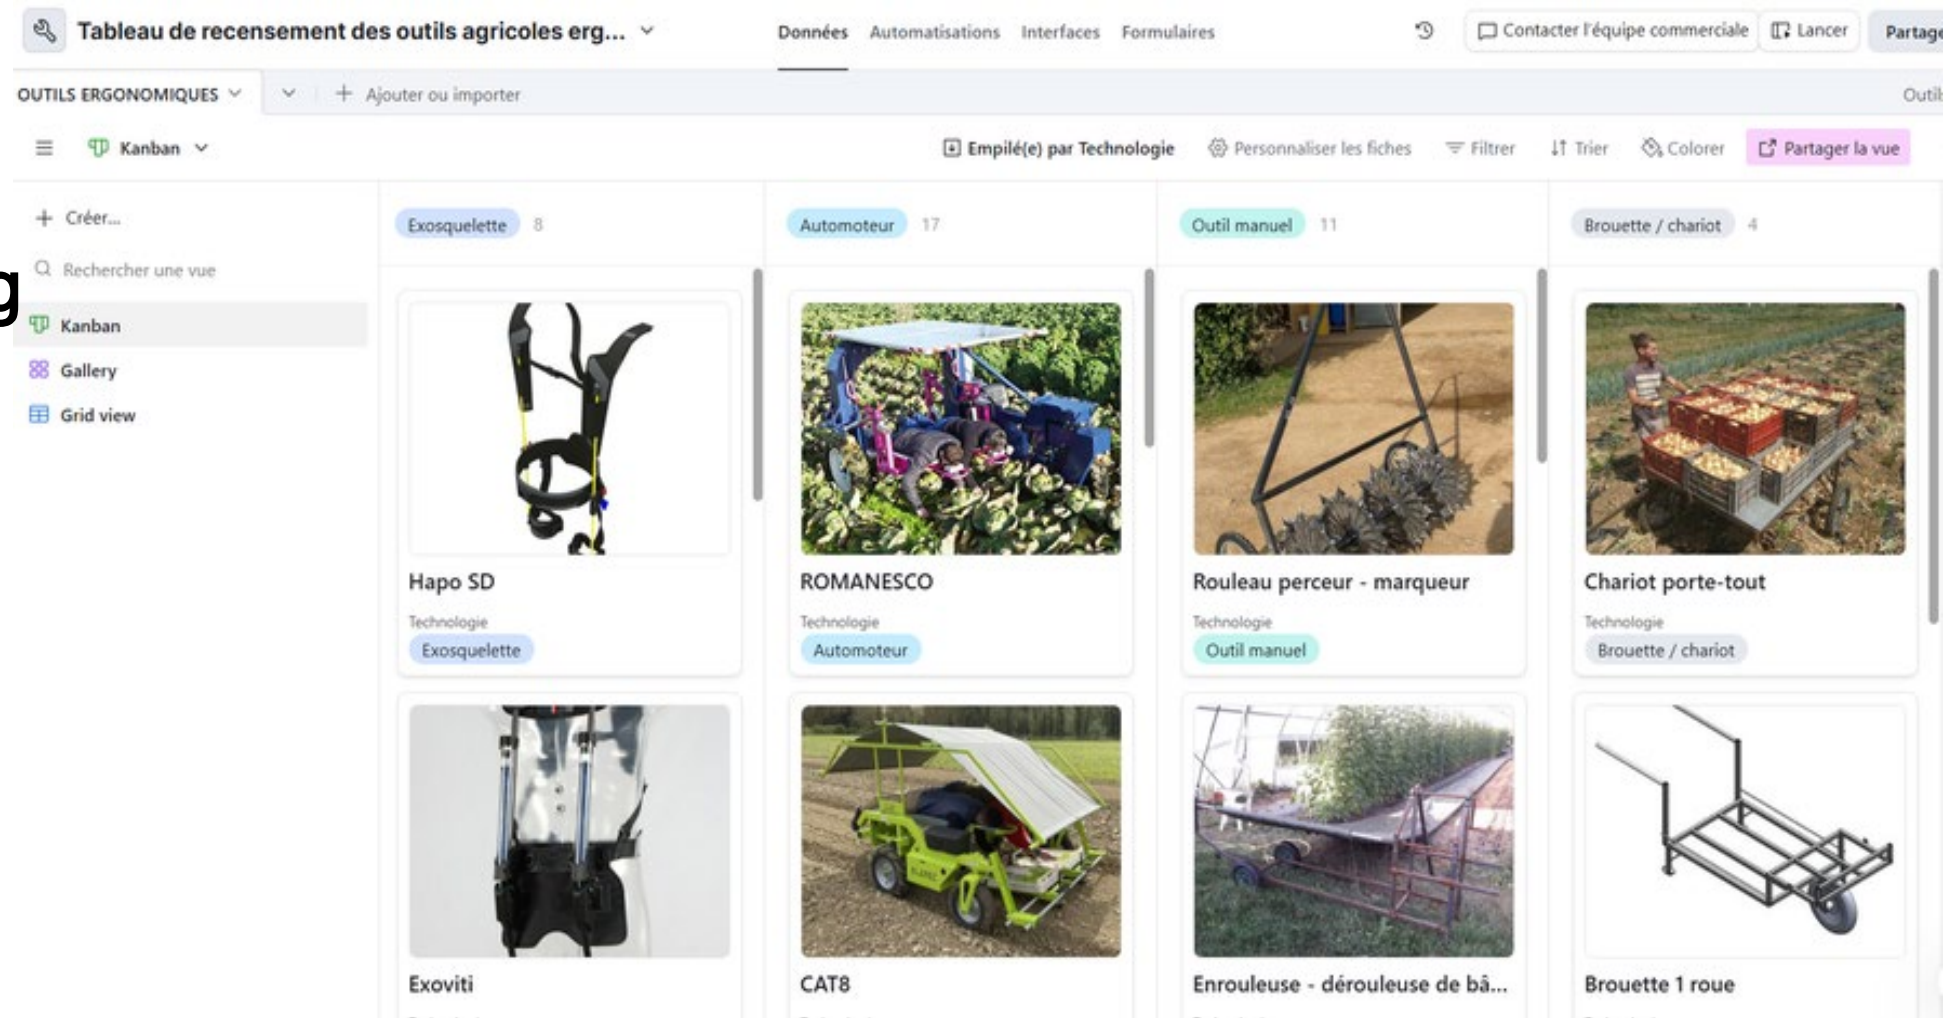 Tableau de recensement des outils agricoles erg...
Données Automatisations Interfaces Formulaires
Contacter l'équipe commerciale
Lancer
Partage
OUTILS ERGONOMIQUES
+ Ajouter ou importer
Outils
Kanban
Empilé(e) par Technologie
Personnaliser les fiches
Filtrer
Trier
Colorer
Partager la vue
+ Créer...
Rechercher une vue
g
Kanban
Gallery
Grid view
Exosquelette 8
Automoteur 17
Outil manuel 11
Brouette / chariot 4
Hapo SD
Technologie
Exosquelette
ROMANESCO
Technologie
Automoteur
Rouleau perceur - marqueur
Technologie
Outil manuel
Chariot porte-tout
Technologie
Brouette / chariot
Exoviti
CAT8
Enrouleuse - dérouleuse de bâ...
Brouette 1 roue